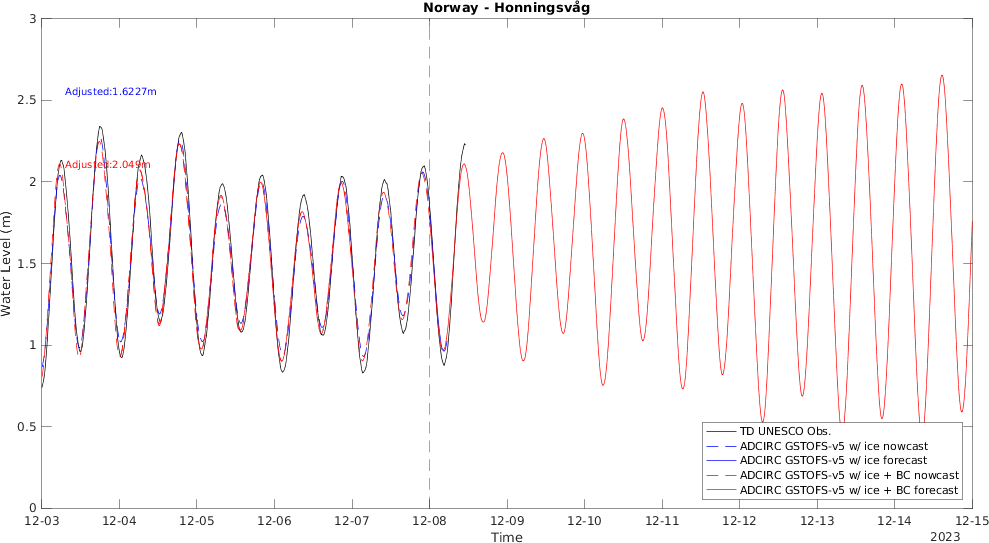 Norway - Honningsvåg
3
2.5
2
1.5
1
0.5
0
Water Level (m)
Adjusted:1.6227m
Adjusted:2.049m
TD UNESCO Obs.
ADCIRC GSTOFS-v5 w/ ice nowcast
ADCIRC GSTOFS-v5 w/ ice forecast
ADCIRC GSTOFS-v5 w/ ice + BC nowcast
ADCIRC GSTOFS-v5 w/ ice + BC forecast
12-03 12-04 12-05 12-06 12-07 12-08 12-09 12-10 12-11 12-12 12-13 12-14 12-15
Time
2023